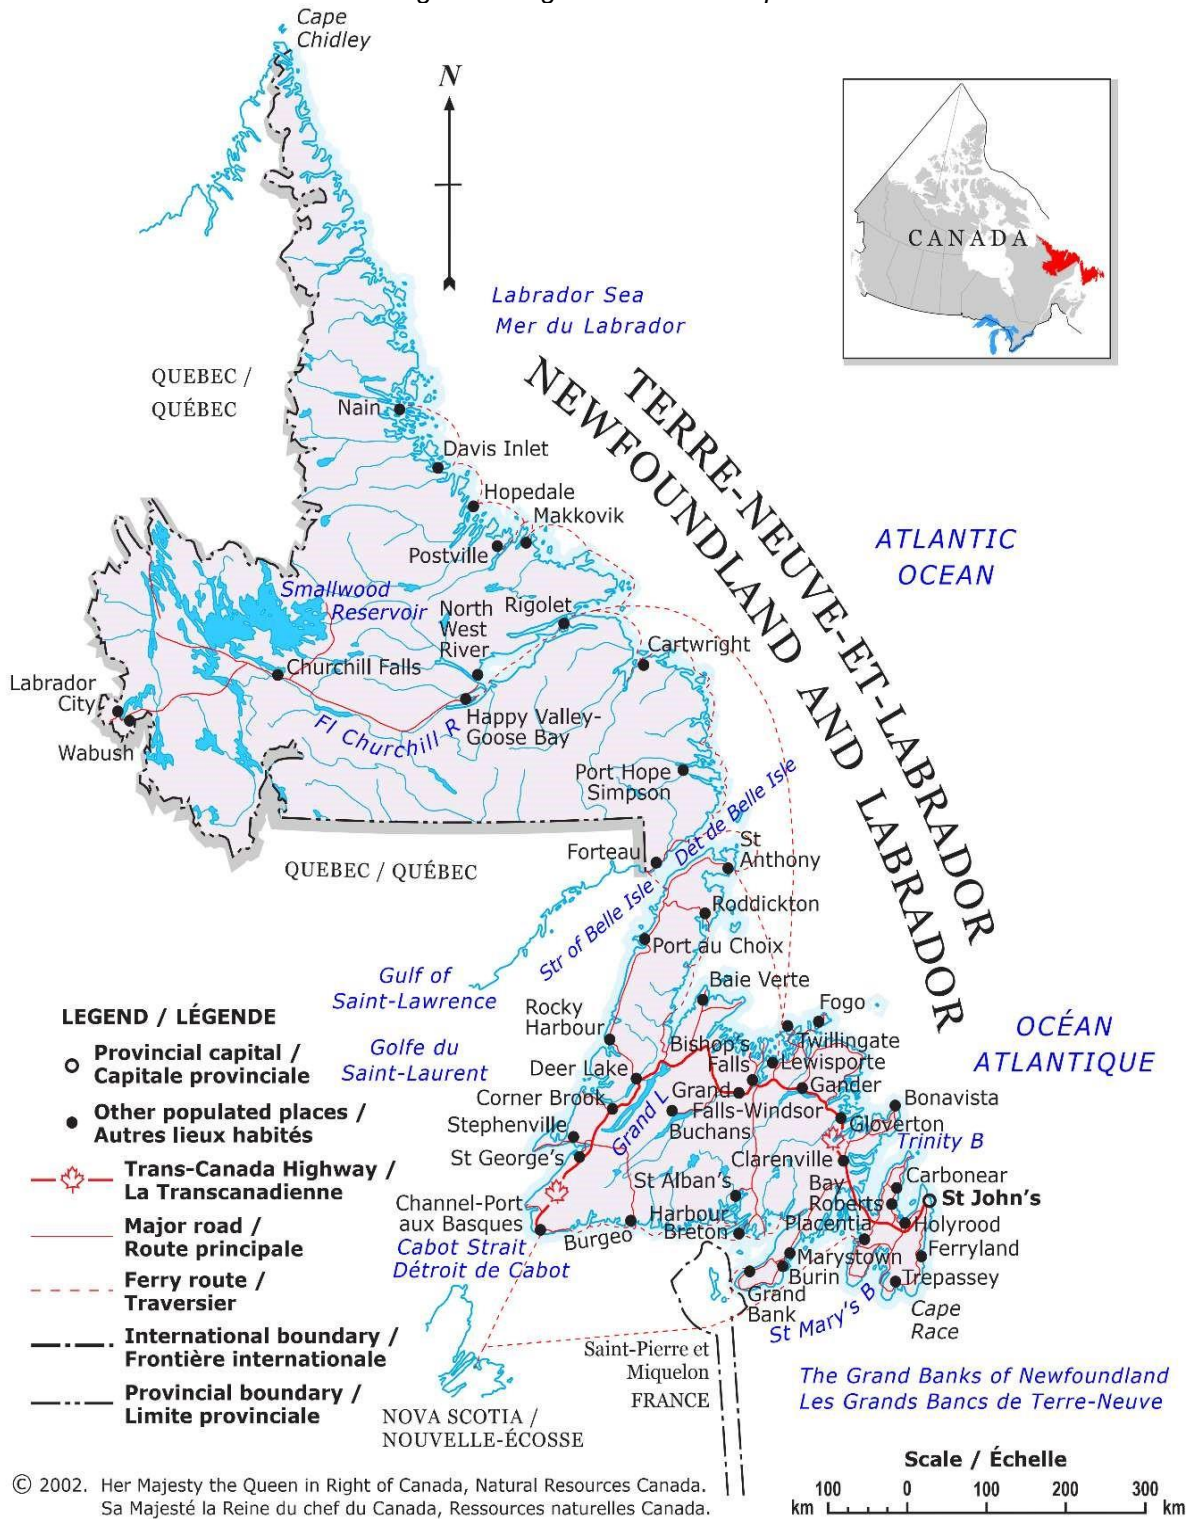 Cape
Chidley
N
CANADA
Labrador Sea
Mer du Labrador
QUEBEC /
QUÉBEC
TERRE-NEUVE-ET-LABRADOR
NEWFOUNDLAND AND LABRADOR
Nain
Davis Inlet
Hopedale
Makkovik
Postville
ATLANTIC
OCEAN
Smallwood
Reservoir
North
West
River
Rigolet
Cartwright
Churchill Falls
Labrador
City
Wabush
Fl Churchill R
Happy Valley-
Goose Bay
Port Hope
Simpson
Dét de Belle Isle
Forteau
St
Anthony
QUEBEC / QUÉBEC
Str of Belle Isle
Roddickton
Port au Choix
Gulf of
Saint-Lawrence
Baie Verte
Fogo
Rocky
Harbour
Bishop's
Falls
Twillingate
Lewisporte
OCÉAN
ATLANTIQUE
Golfe du
Saint-Laurent
Deer Lake
Grand
Falls-Windsor
Gander
Corner Brook
Grand L
Buchans
Bonavista
Stephenville
Gloverton
Trinity B
St George's
Clarenville
Carbonear
St Alban's
Bay
Roberts
St John's
Channel-Port
aux Basques
Harbour
Breton
Placentia
Holyrood
Burgeo
Cabot Strait
Détroit de Cabot
Marystown
Ferryland
Burin
Trepassey
Grand
Bank
St Mary's B
Cape
Race
Saint-Pierre et
Miquelon
FRANCE
The Grand Banks of Newfoundland
Les Grands Bancs de Terre-Neuve
NOVA SCOTIA /
NOUVELLE-ÉCOSSE
LEGEND / LÉGENDE
Provincial capital /
Capitale provinciale
Other populated places /
Autres lieux habités
Trans-Canada Highway /
La Transcanadienne
Major road /
Route principale
Ferry route /
Traversier
International boundary /
Frontière internationale
Provincial boundary /
Limite provinciale
Scale / Échelle
100 0 100 200 300
km km
© 2002. Her Majesty the Queen in Right of Canada, Natural Resources Canada.
Sa Majesté la Reine du chef du Canada, Ressources naturelles Canada.